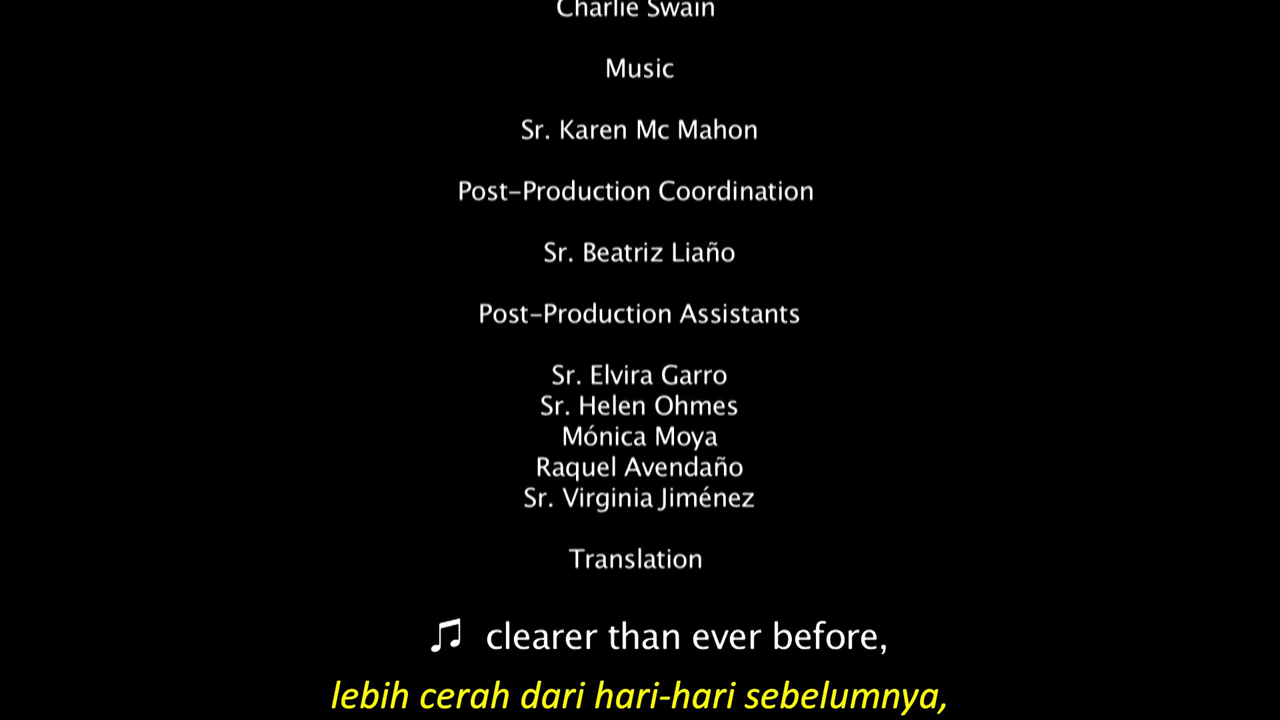 Charlie Swain
Music
Sr. Karen Mc Mahon
Post-Production Coordination
Sr. Beatriz Liaño
Post-Production Assistants
Sr. Elvira Garro
Sr. Helen Ohmes
Mónica Moya
Raquel Avendaño
Sr. Virginia Jiménez
Translation
♫ clearer than ever before,
lebih cerah dari hari-hari sebelumnya,